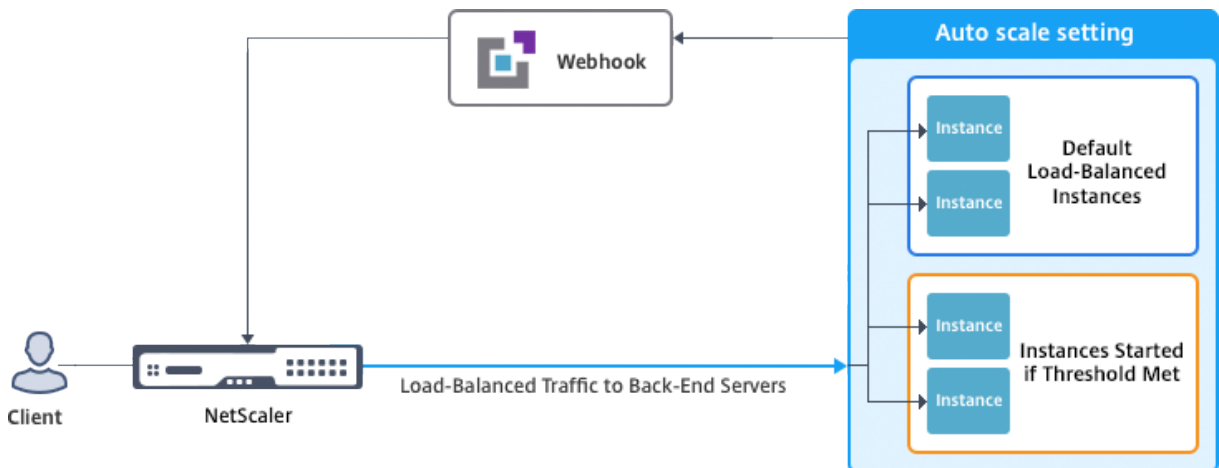 Auto scale setting
Webhook
Instance
Instance
Default
Load-Balanced
Instances
Instance
Instance
Instances Started
if Threshold Met
Load-Balanced Traffic to Back-End Servers
Client
NetScaler